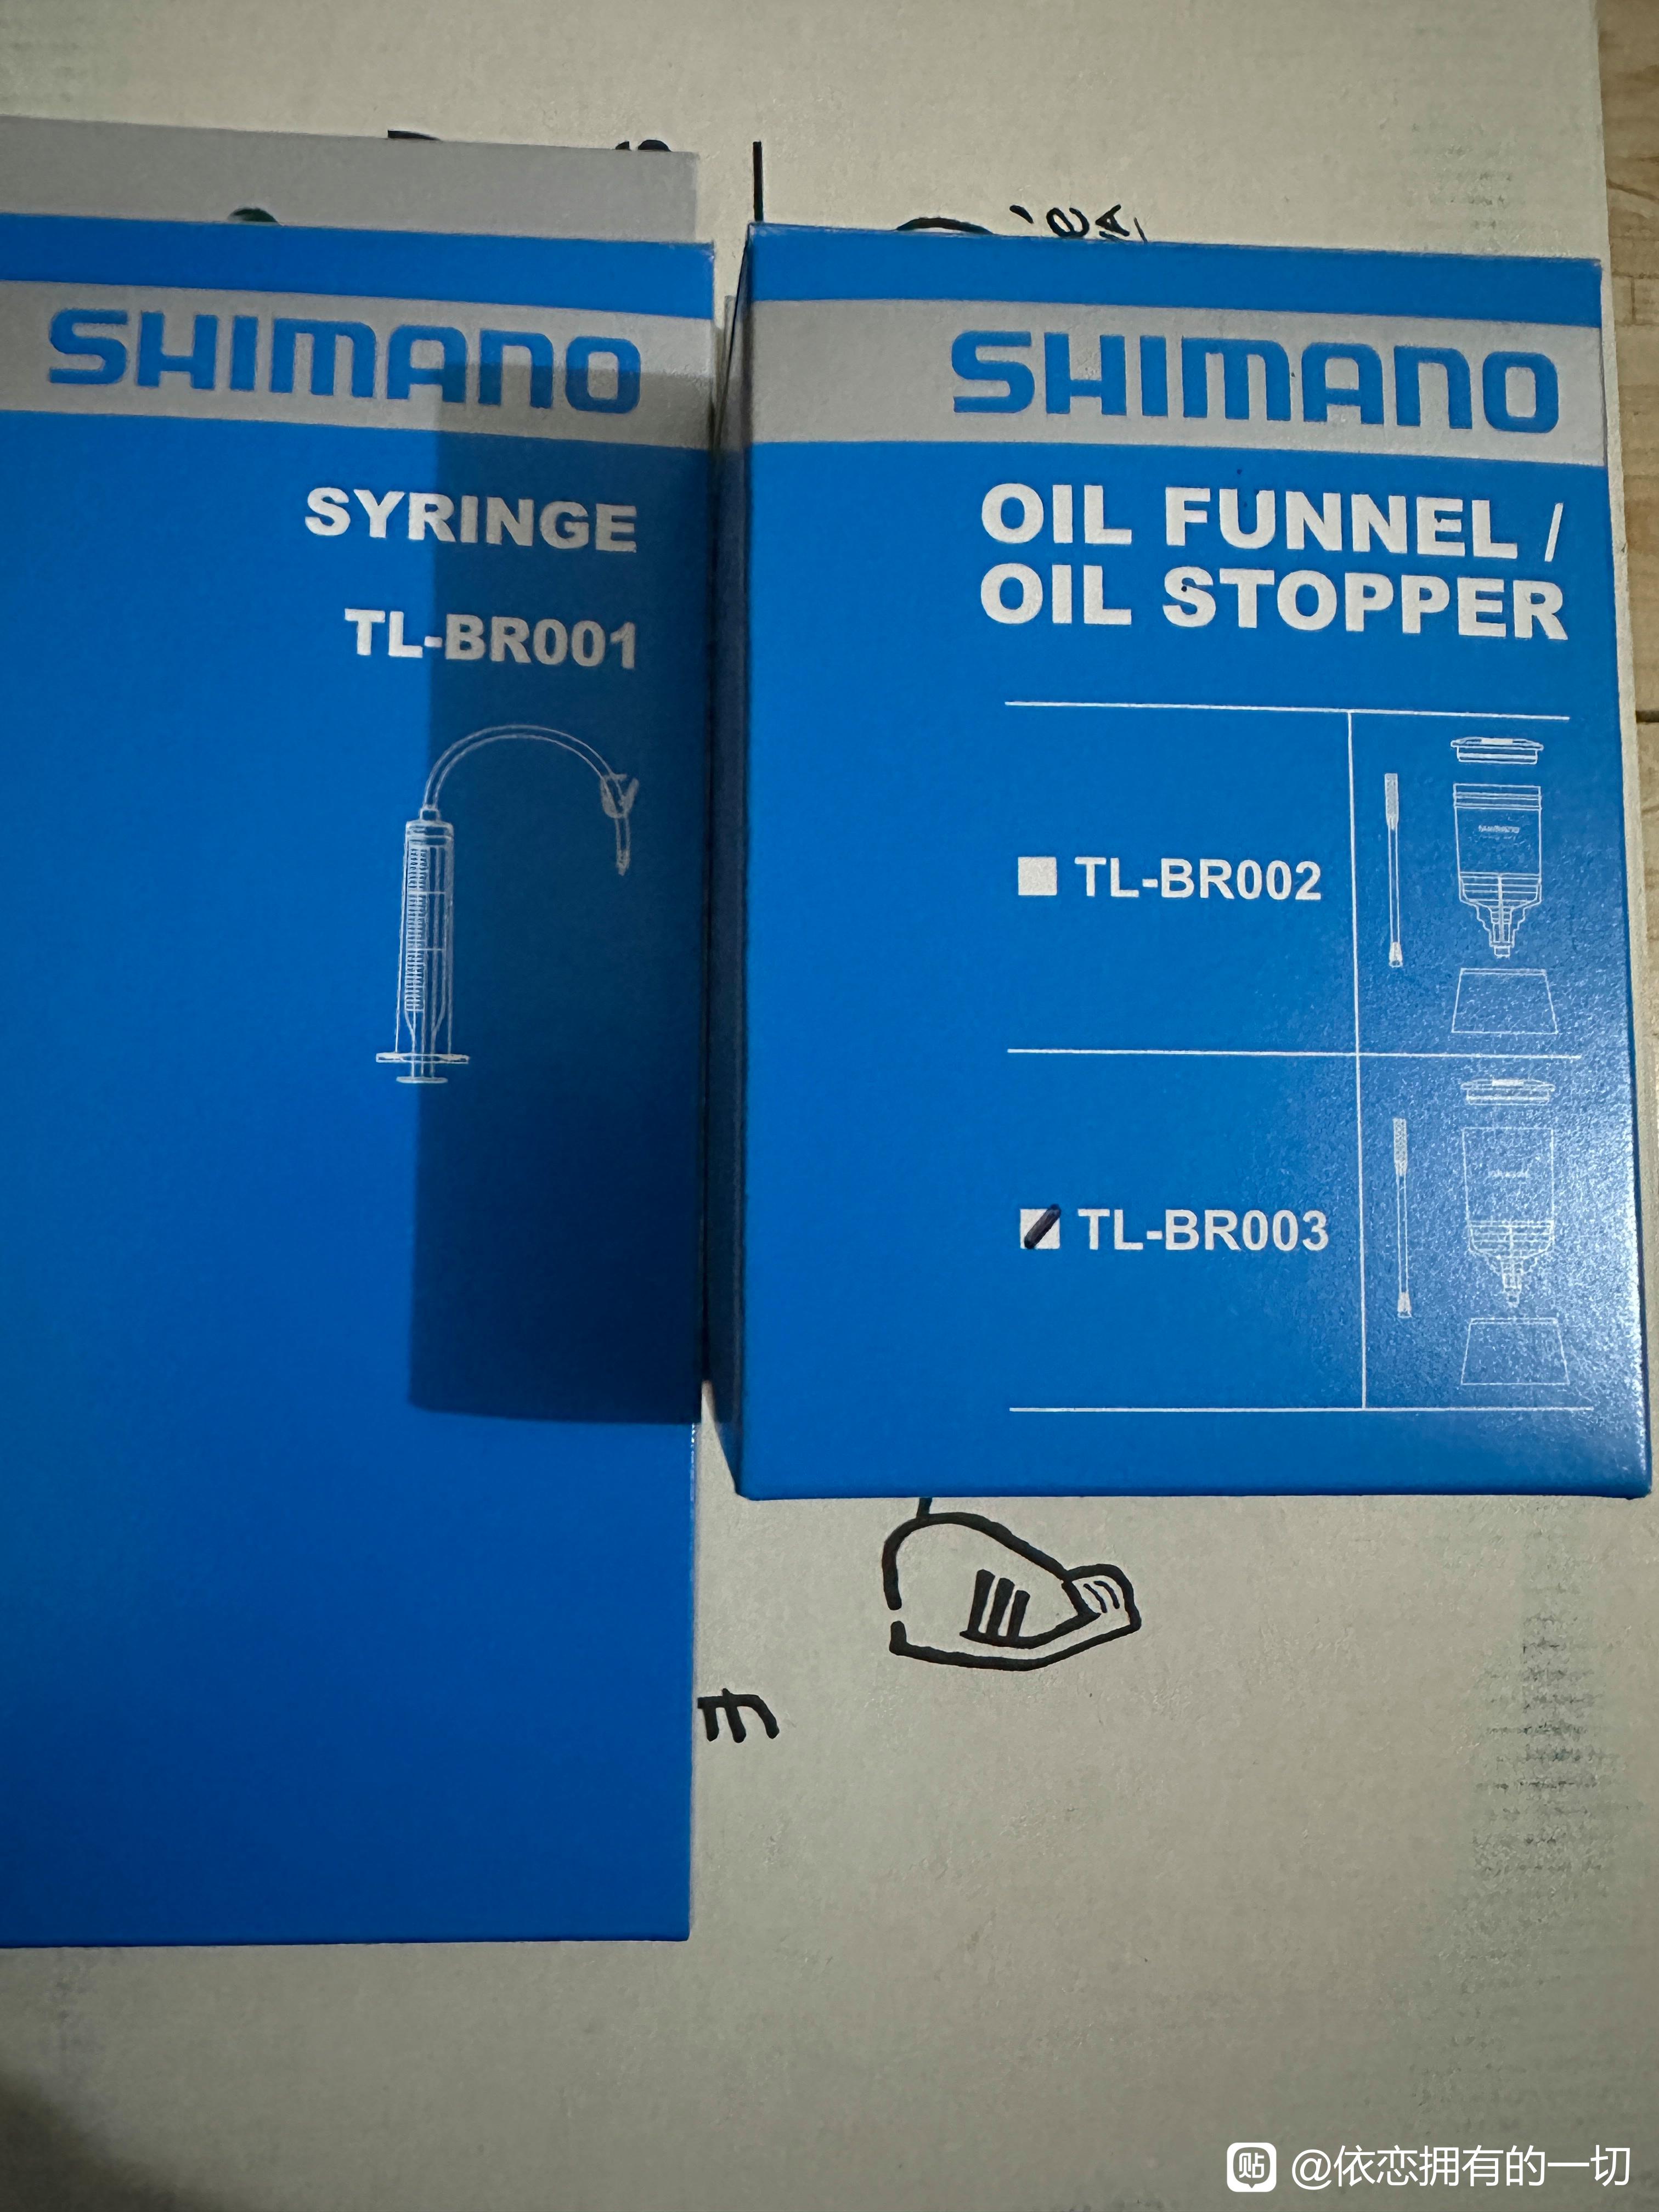 SHIMANO
SYRINGE
TL-BR001
SHIMANO
OIL FUNNEL /
OIL STOPPER
TL-BR002
TL-BR003
貼 @依恋拥有的一切